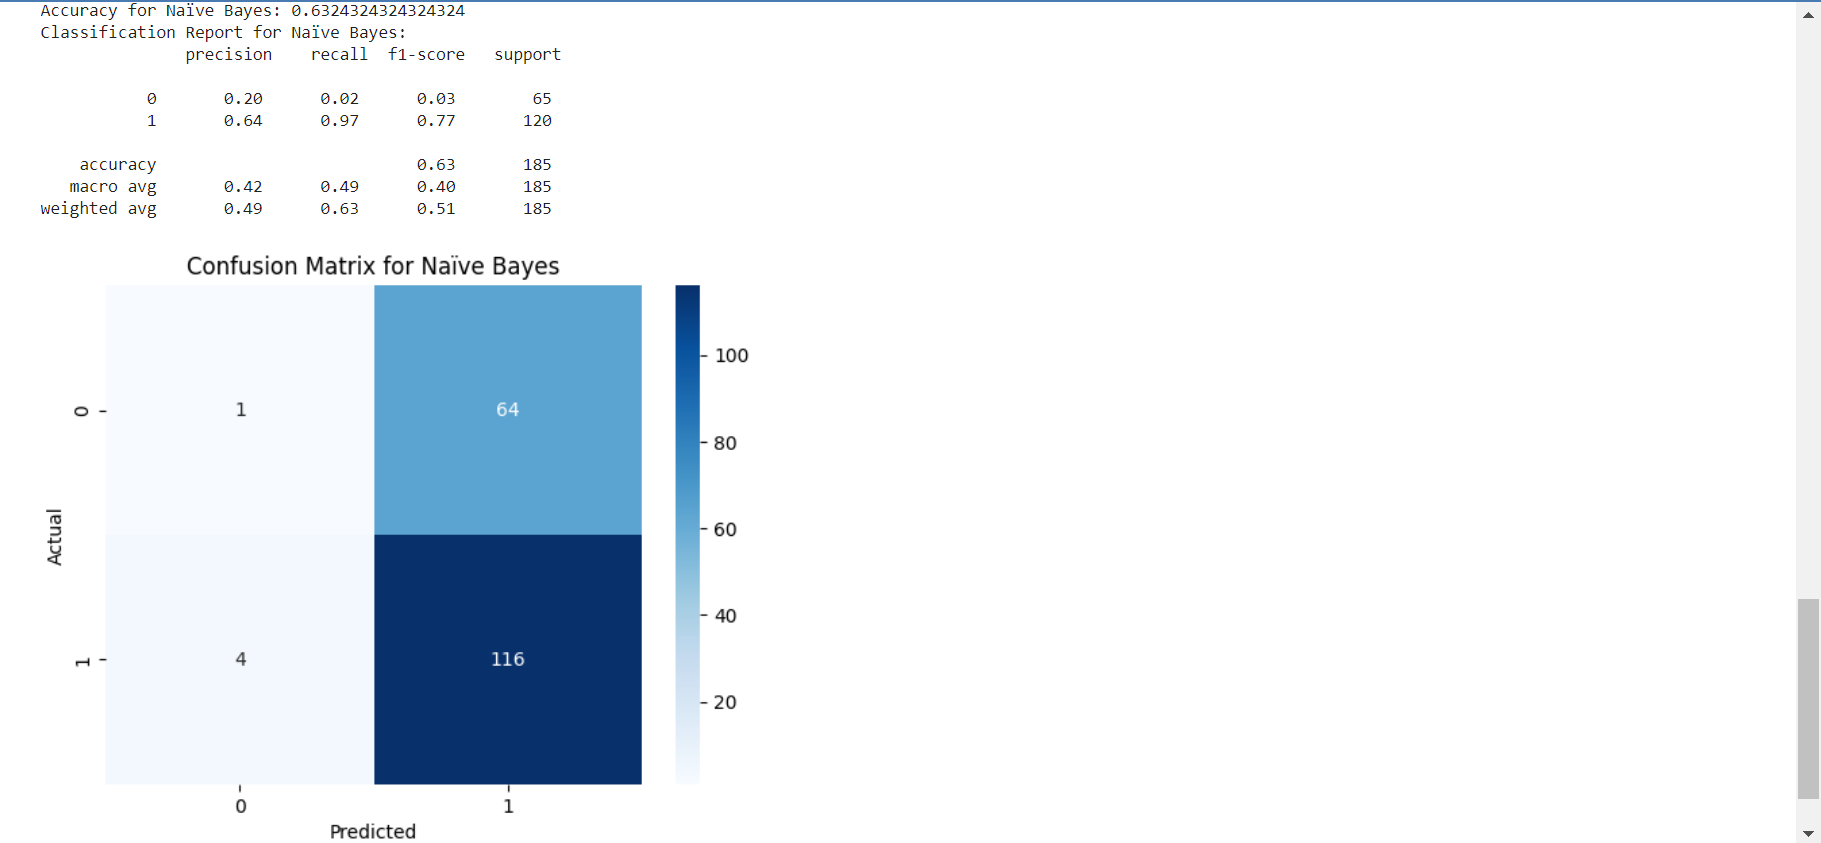 Accuracy for Naïve Bayes: 0.6324324324324324
Classification Report for Naïve Bayes:
precision recall f1-score support
0 0.20 0.02 0.03 65
1 0.64 0.97 0.77 120
accuracy 0.63 185
macro avg 0.42 0.49 0.40 185
weighted avg 0.49 0.63 0.51 185
Confusion Matrix for Naïve Bayes
Actual
0
1
1 64
4 116
0 1
Predicted
100
80
60
40
20